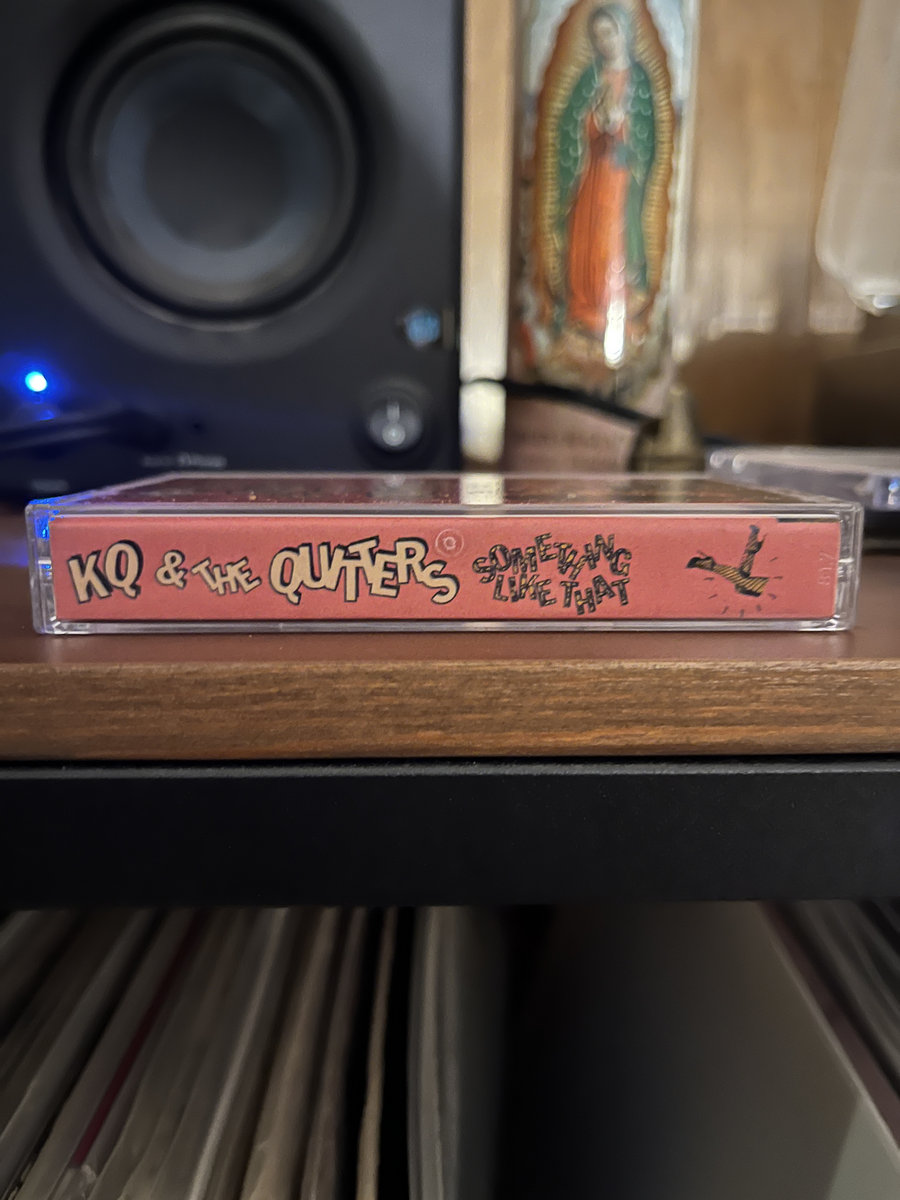 KQ & THE QUITTERS
SOMETHING
LIKE THAT